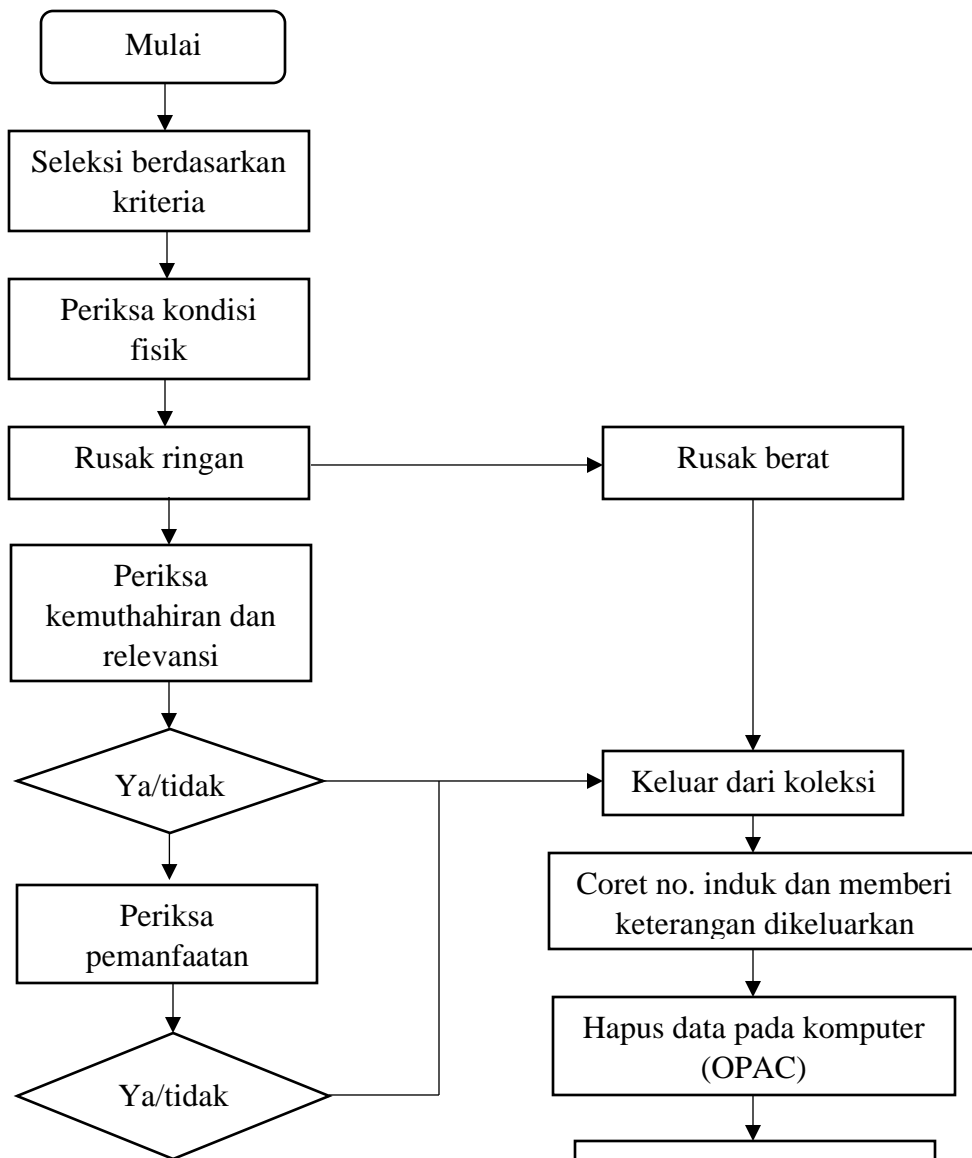 Mulai
Seleksi berdasarkan
kriteria
Periksa kondisi
fisik
Rusak ringan
Rusak berat
Periksa
kemuthahiran dan
relevansi
Ya/tidak
Keluar dari koleksi
Coret no. induk dan memberi
keterangan dikeluarkan
Periksa
pemanfaatan
Hapus data pada komputer
(OPAC)
Ya/tidak